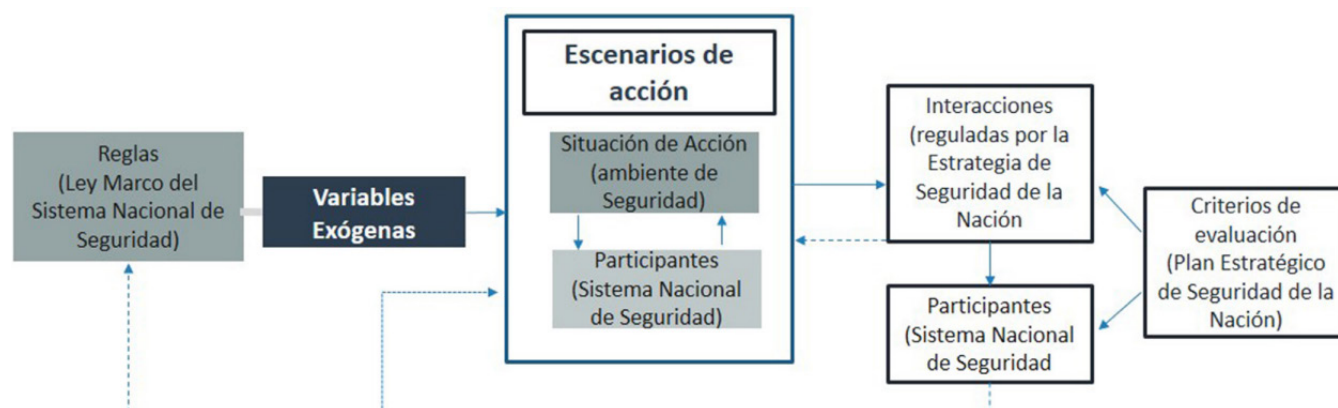 Escenarios de
acción
Reglas
(Ley Marco del
Sistema Nacional de
Seguridad)
Variables
Exógenas
Situación de Acción
(ambiente de
Seguridad)
Participantes
(Sistema Nacional
de Seguridad)
Interacciones
(reguladas por la
Estrategia de
Seguridad de la
Nación
Participantes
(Sistema Nacional
de Seguridad
Criterios de
evaluación
(Plan Estratégico
de Seguridad de la
Nación)